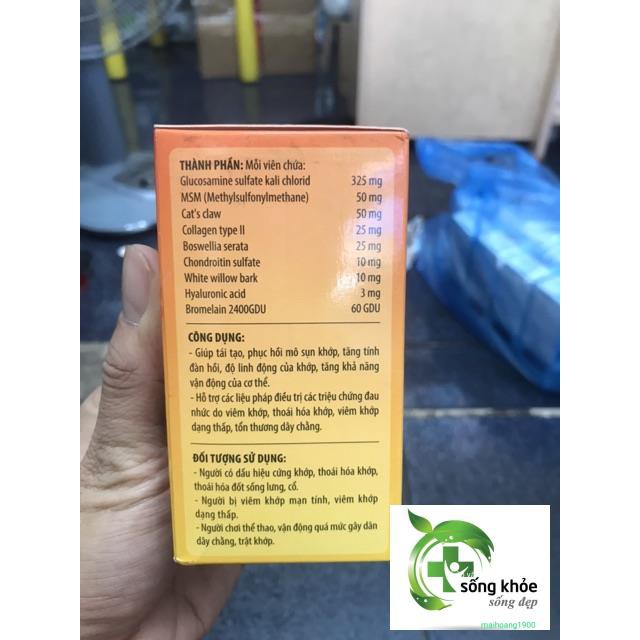 THÀNH PHẦN: Mỗi viên chứa:
Glucosamine sulfate kali chlorid 325 mg
MSM (Methylsulfonylmethane) 50 mg
Cat's claw 50 mg
Collagen type II 25 mg
Boswellia serata 25 mg
Chondroitin sulfate 10 mg
White willow bark 10 mg
Hyaluronic acid 3 mg
Bromelain 2400GDU 60 GDU
CÔNG DỤNG:
- Giúp tái tạo, phục hồi mô sụn khớp, tăng tính
đàn hồi, độ linh động của khớp, tăng khả năng
vận động của cơ thể.
- Hỗ trợ các liệu pháp điều trị các triệu chứng đau
nhức do viêm khớp, thoái hóa khớp, viêm khớp
dạng thấp, tổn thương dây chằng.
ĐỐI TƯỢNG SỬ DỤNG:
- Người có dấu hiệu cứng khớp, thoái hóa khớp,
thoái hóa đốt sống lưng, cổ.
- Người bị viêm khớp mạn tính, viêm khớp
dạng thấp.
- Người chơi thể thao, vận động quá mức gây dãn
dây chằng, trật khớp.
sống khỏe
sống đẹp
maihoang1900